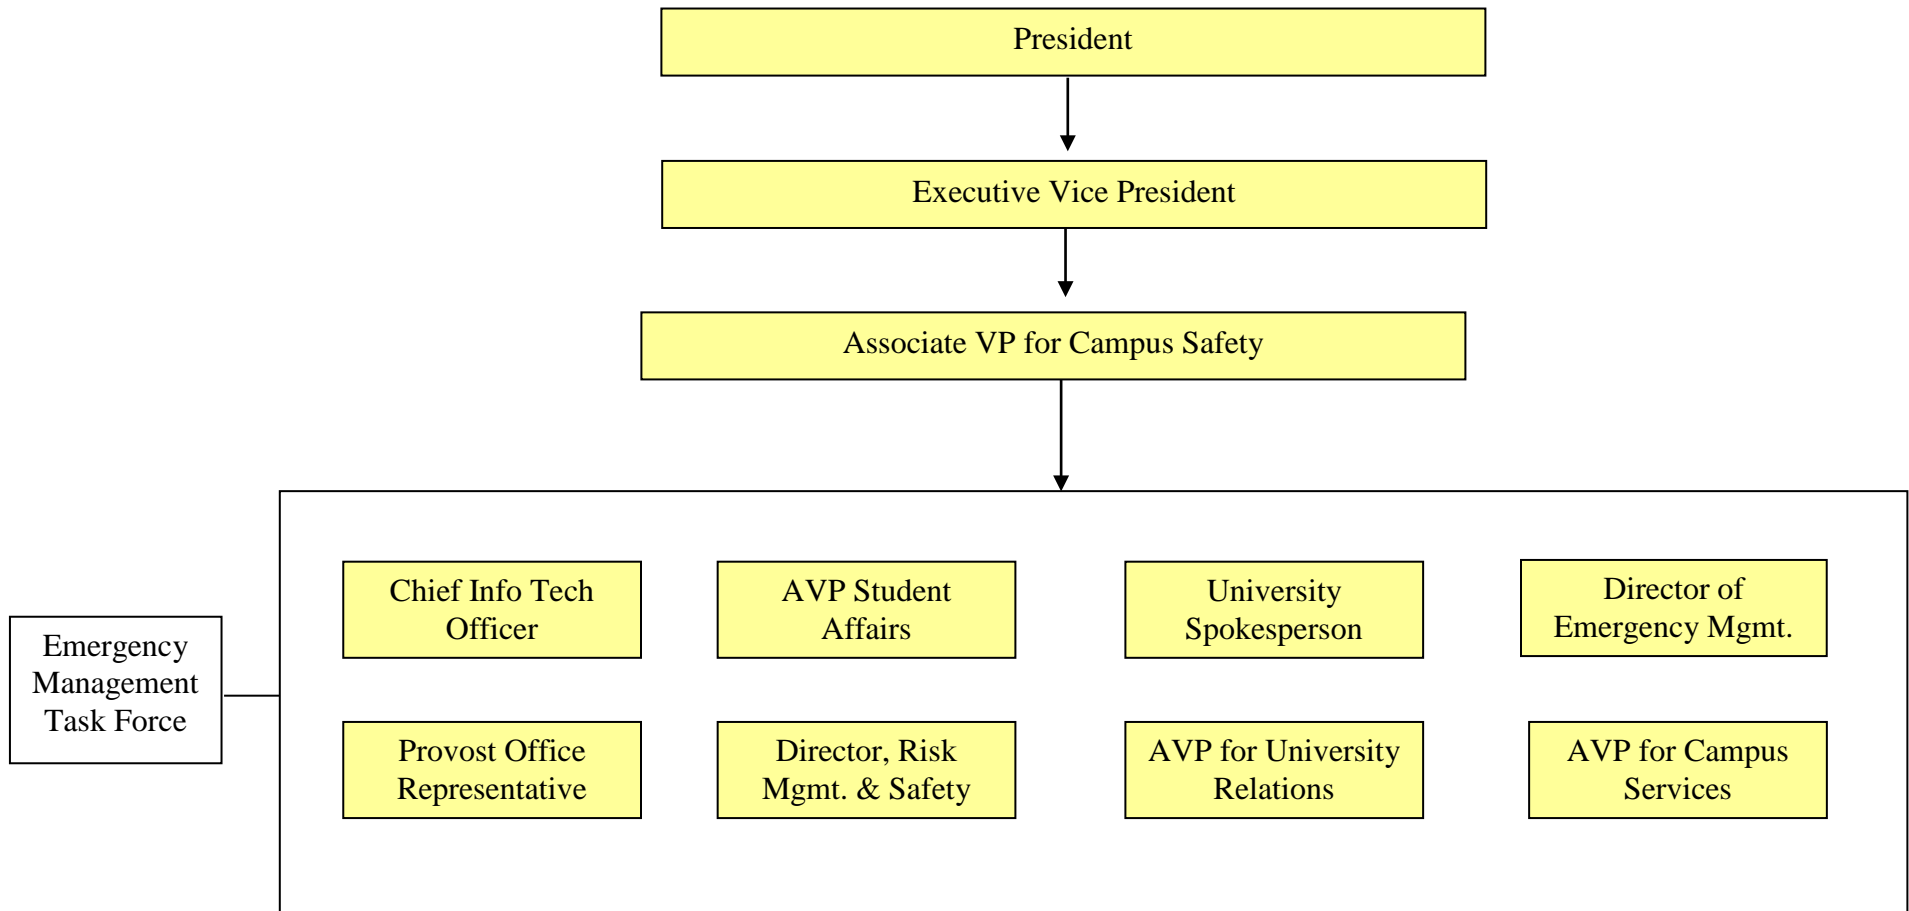 President
Executive Vice President
Associate VP for Campus Safety
Chief Info Tech
Officer
AVP Student
Affairs
University
Spokesperson
Director of
Emergency Mgmt.
Emergency
Management
Task Force
Provost Office
Representative
Director, Risk
Mgmt. & Safety
AVP for University
Relations
AVP for Campus
Services